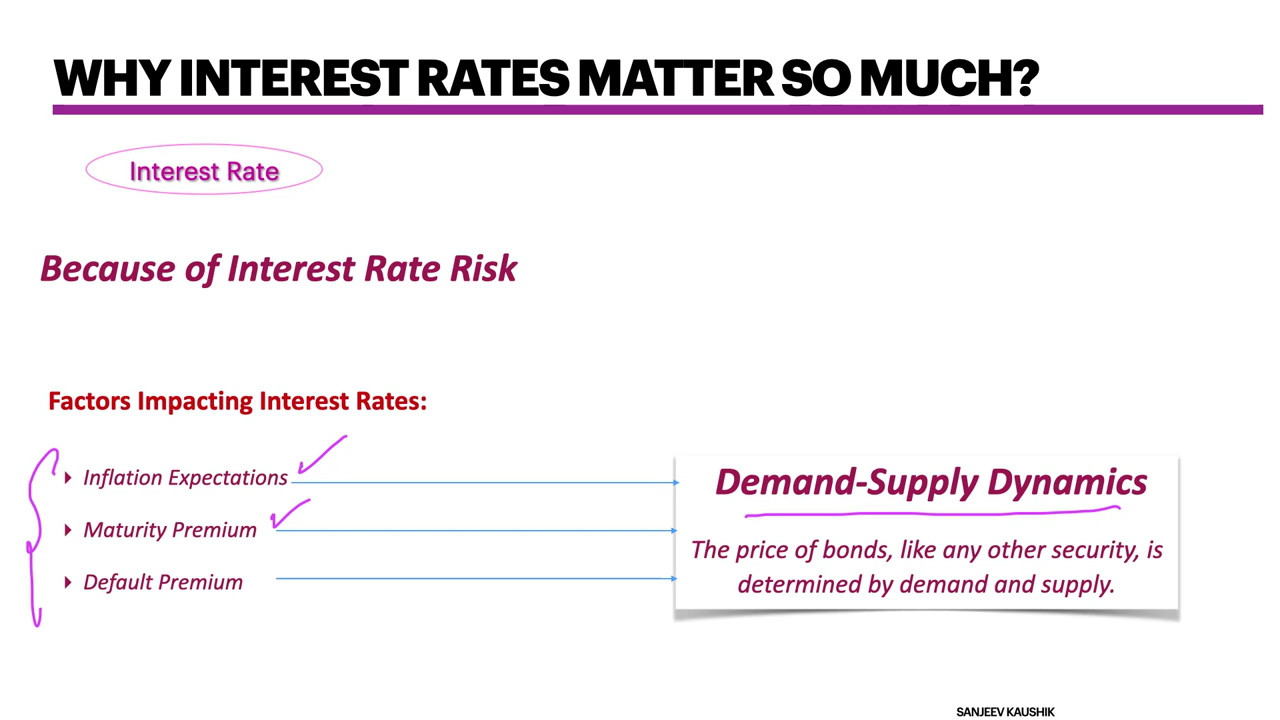 WHY INTEREST RATES MATTER SO MUCH?
Interest Rate
Because of Interest Rate Risk
Factors Impacting Interest Rates:
Inflation Expectations
Maturity Premium
Default Premium
Demand-Supply Dynamics
The price of bonds, like any other security, is
determined by demand and supply.
SANJEEV KAUSHIK